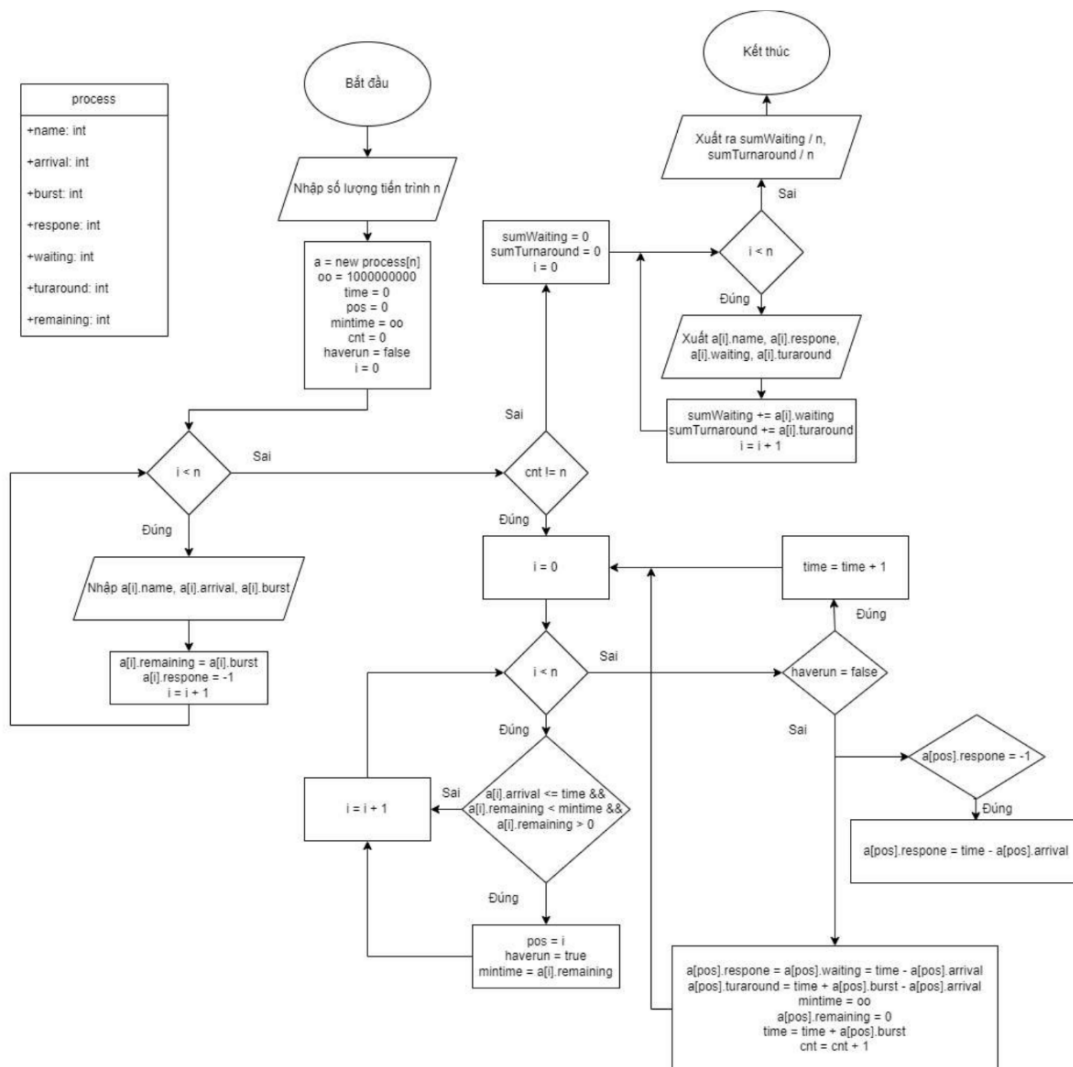 process
+name: int
+arrival: int
+burst: int
+respone: int
+waiting: int
+turaround: int
+remaining: int
Bắt đầu
Nhập số lượng tiến trình n
a = new process[n]
oo = 1000000000
time = 0
pos = 0
mintime = oo
cnt = 0
haverun = false
i = 0
i < n
Sai
Đúng
Nhập a[i].name, a[i].arrival, a[i].burst
a[i].remaining = a[i].burst
a[i].respone = -1
i = i + 1
cnt != n
Sai
Đúng
sumWaiting = 0
sumTurnaround = 0
i = 0
i < n
Sai
Đúng
Xuất ra sumWaiting / n,
sumTurnaround / n
Kết thúc
Xuất a[i].name, a[i].respone,
a[i].waiting, a[i].turaround
sumWaiting += a[i].waiting
sumTurnaround += a[i].turaround
i = i + 1
i = 0
i < n
Sai
Đúng
a[i].arrival <= time &&
a[i].remaining < mintime &&
a[i].remaining > 0
Sai
i = i + 1
Đúng
pos = i
haverun = true
mintime = a[i].remaining
haverun = false
Đúng
time = time + 1
Sai
a[pos].respone = -1
Đúng
a[pos].respone = time - a[pos].arrival
a[pos].respone = a[pos].waiting = time - a[pos].arrival
a[pos].turaround = time + a[pos].burst - a[pos].arrival
mintime = oo
a[pos].remaining = 0
time = time + a[pos].burst
cnt = cnt + 1